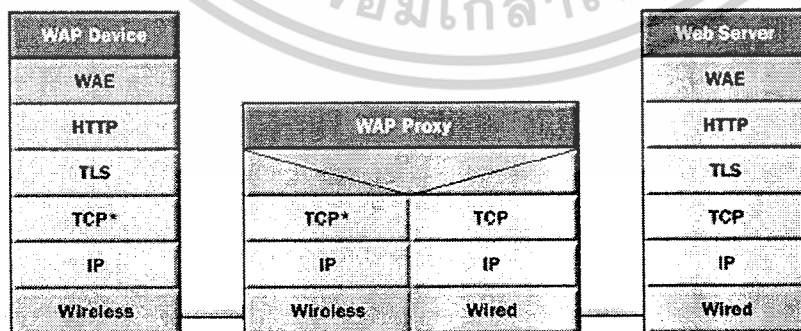 WAP Device
WAE
HTTP
TLS
TCP*
IP
Wireless
WAP Proxy
TCP*
TCP
IP
IP
Wireless
Wired
Web Server
WAE
HTTP
TLS
TCP
IP
Wired